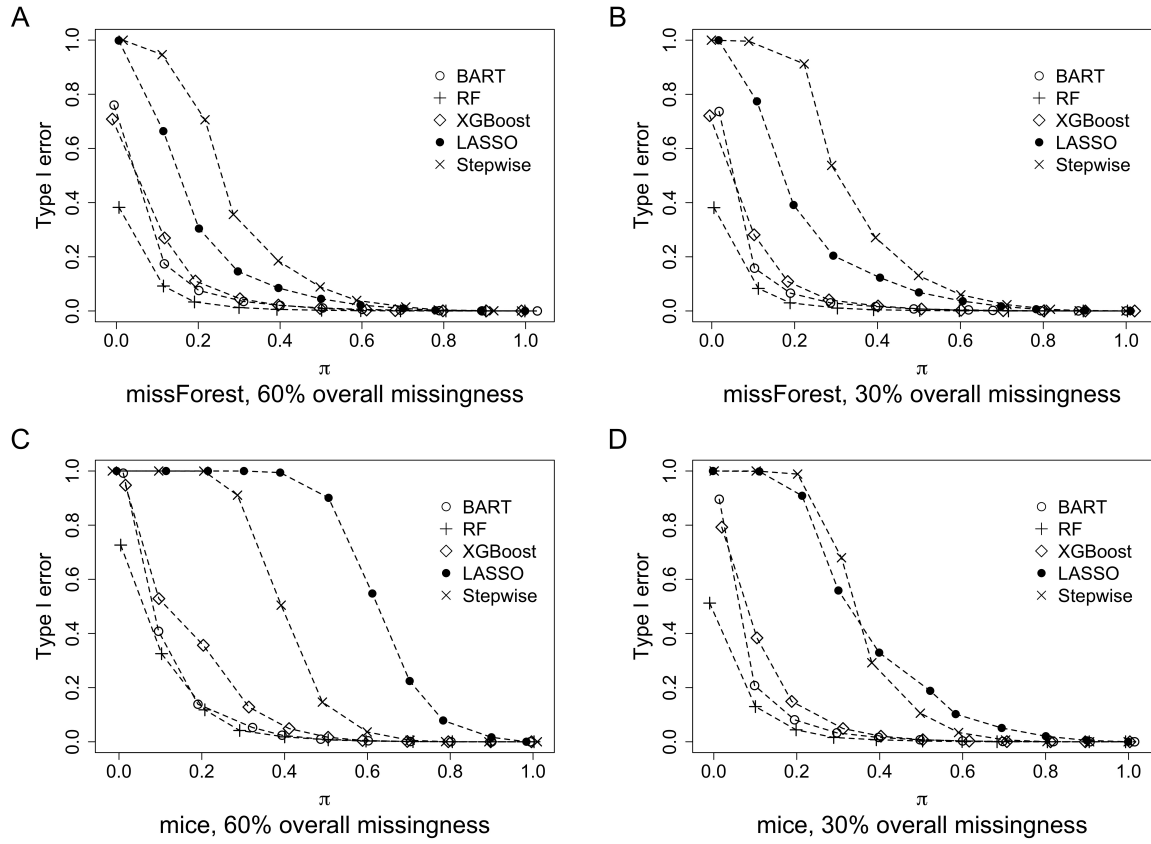 A
Type I error
0.0 0.2 0.4 0.6 0.8 1.0
BART
RF
XGBoost
LASSO
Stepwise
0.0 0.2 0.4 0.6 0.8 1.0
π
missForest, 60% overall missingness
B
Type I error
0.0 0.2 0.4 0.6 0.8 1.0
BART
RF
XGBoost
LASSO
Stepwise
0.0 0.2 0.4 0.6 0.8 1.0
π
missForest, 30% overall missingness
C
Type I error
0.0 0.2 0.4 0.6 0.8 1.0
BART
RF
XGBoost
LASSO
Stepwise
0.0 0.2 0.4 0.6 0.8 1.0
π
mice, 60% overall missingness
D
Type I error
0.0 0.2 0.4 0.6 0.8 1.0
BART
RF
XGBoost
LASSO
Stepwise
0.0 0.2 0.4 0.6 0.8 1.0
π
mice, 30% overall missingness